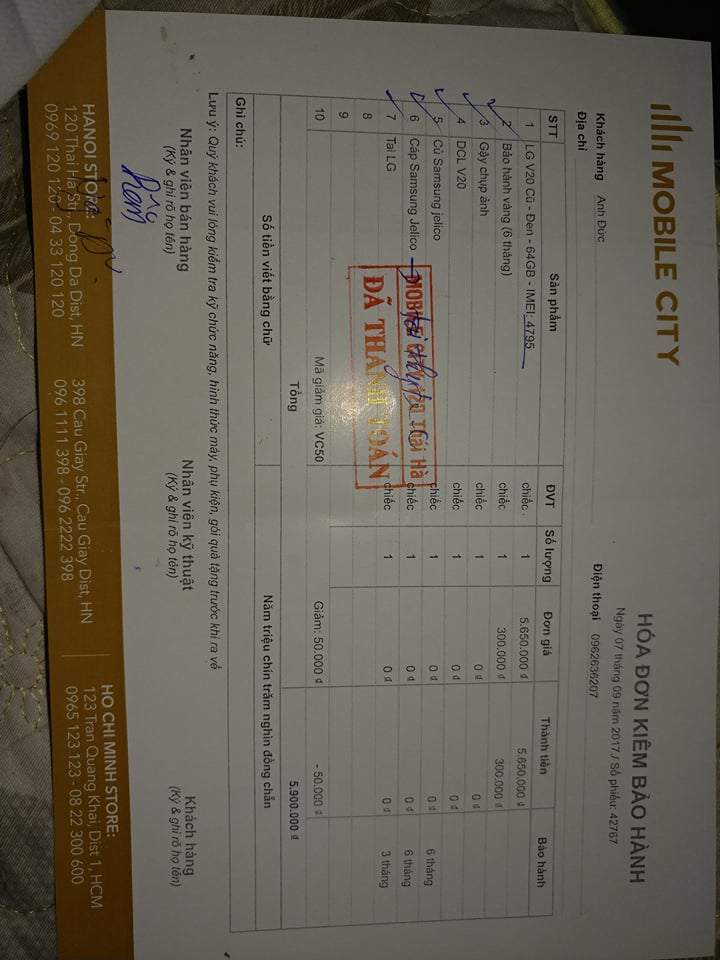 MOBILE CITY
HÓA ĐƠN KIÊM BẢO HÀNH
Ngày 07 tháng 09 năm 2017./ Số phiếu: 42767
Khách hàng Anh Đức Điện thoại 0962636207
Địa chỉ
STT Sản phẩm ĐVT Số lượng Đơn giá Thành tiền Bảo hành
1 LG V20 Cũ - Đen - 64GB - IMEI: 4795 chiếc 1 5.650.000 đ 5.650.000 đ
2 Bảo hành vàng (6 tháng) chiếc 1 300.000 đ 300.000 đ
3 Gậy chụp ảnh chiếc 1 0 đ 0 đ
4 DCL V20 chiếc 1 0 đ 0 đ
5 Củ Samsung jelico chiếc 1 0 đ 0 đ 6 tháng
6 Cáp Samsung Jelico chiếc 1 0 đ 0 đ 6 tháng
7 Tai LG chiếc 1 0 đ 0 đ 3 tháng
8
9
10 Mã giảm giá: VC50 Giảm: 50.000 đ - 50.000 đ
Tổng 5.900.000 đ
Số tiền viết bằng chữ Năm triệu chín trăm nghìn đồng chẵn
Ghi chú:
MOBILE CITY 120 Thái Hà
ĐÃ THANH TOÁN
Lưu ý: Quý khách vui lòng kiểm tra kỹ chức năng, hình thức máy, phụ kiện, gói quà tặng trước khi ra về
Nhân viên bán hàng Nhân viên kỹ thuật Khách hàng
(Ký & ghi rõ họ tên) (Ký & ghi rõ họ tên) (Ký & ghi rõ họ tên)
HANOI STORE:
120 Thai Ha Str, Dong Da Dist, HN
0969 120 120 - 04 33 120 120
398 Cau Giay Str., Cau Giay Dist, HN
096 1111 398 - 096 2222 398
HO CHI MINH STORE:
123 Tran Quang Khai, Dist 1, HCM
0965 123 123 - 08 22 300 600